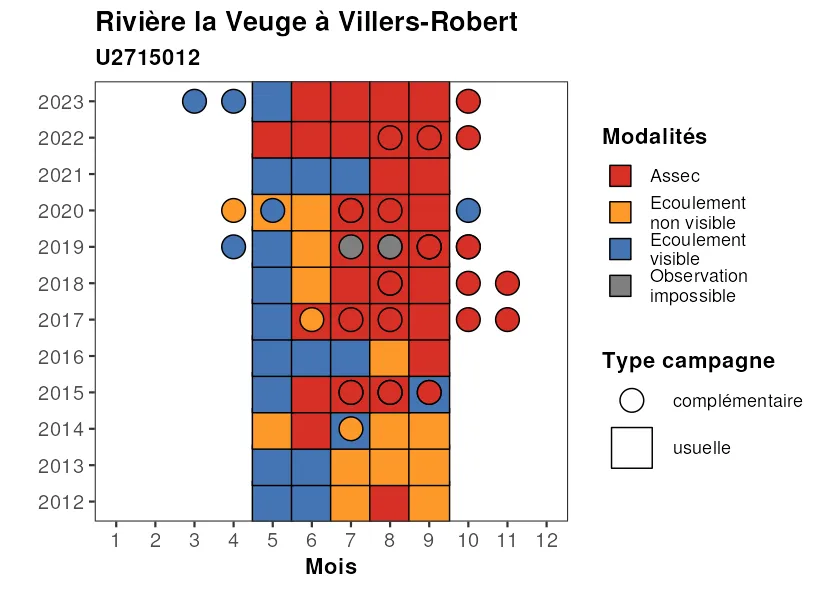 Rivière la Veuge à Villers-Robert
U2715012
2023
2022
2021
2020
2019
2018
2017
2016
2015
2014
2013
2012
1 2 3 4 5 6 7 8 9 10 11 12
Mois
Modalités
Assec
Ecoulement
non visible
Ecoulement
visible
Observation
impossible
Type campagne
complémentaire
usuelle